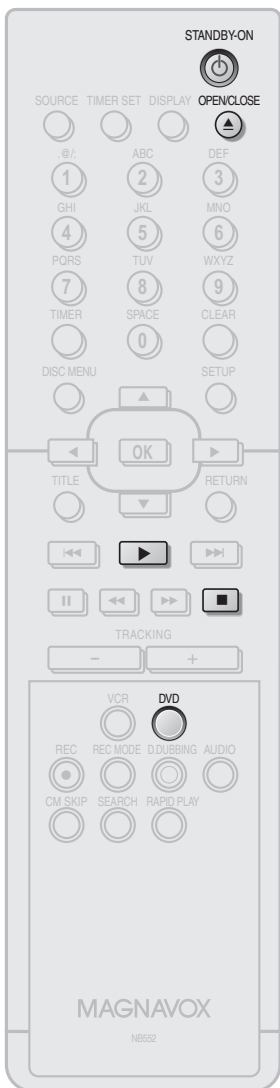 STANDBY-ON
SOURCE TIMER SET DISPLAY OPEN/CLOSE
.@/: ABC DEF
1 2 3
GHI JKL MNO
4 5 6
PQRS TUV WXYZ
7 8 9
TIMER SPACE CLEAR
0
DISC MENU SETUP
OK
TITLE RETURN
TRACKING
- +
VCR DVD
REC REC MODE D.DUBBING AUDIO
CM SKIP SEARCH RAPID PLAY
MAGNAVOX
NB552